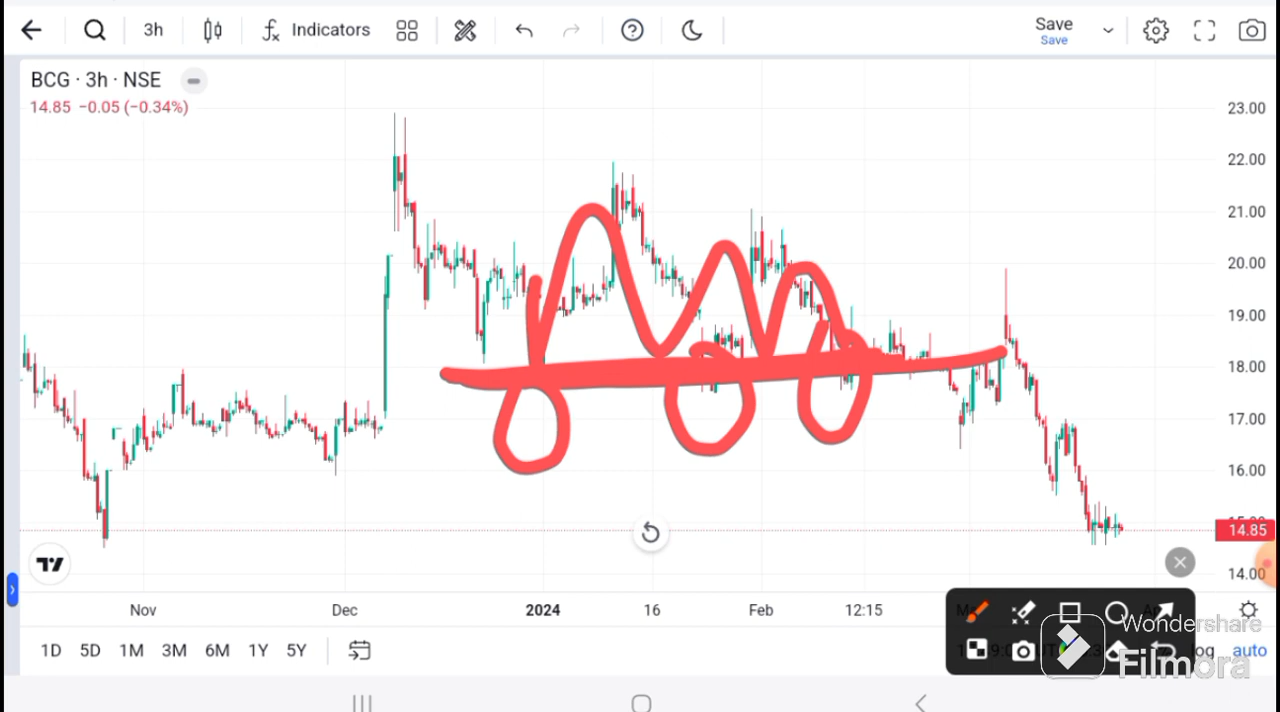 3h Indicators Save
Save
BCG · 3h · NSE
14.85 −0.05 (−0.34%)
23.00
22.00
21.00
20.00
19.00
18.00
17.00
16.00
14.85
14.00
Nov Dec 2024 16 Feb 12:15
1D 5D 1M 3M 6M 1Y 5Y log auto
Wondershare
Filmora